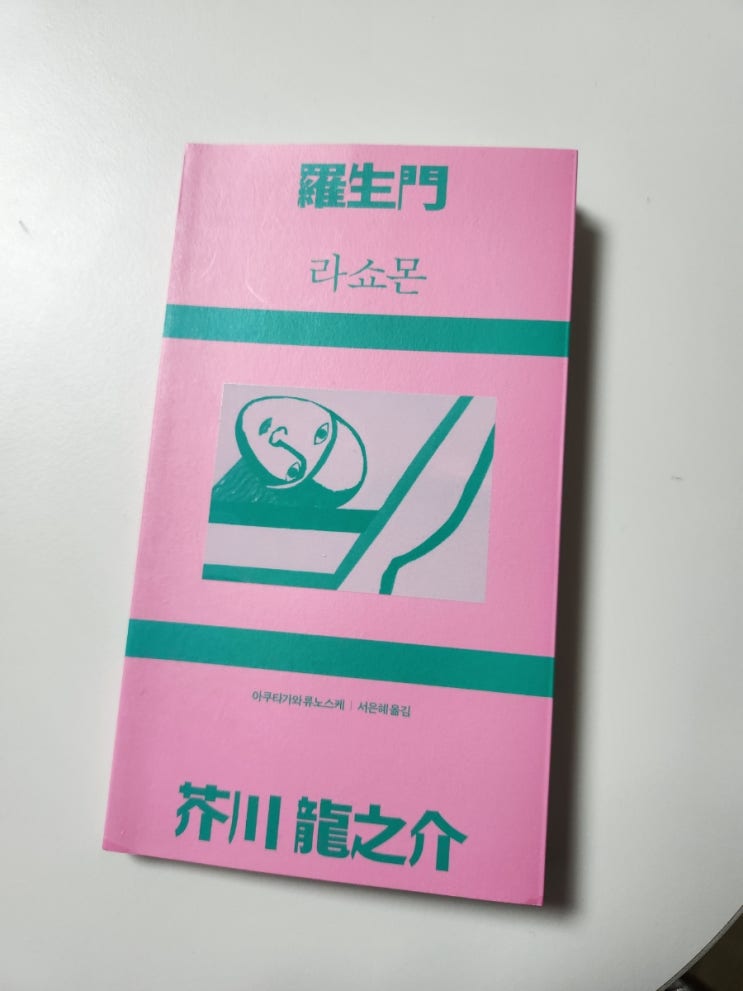 羅生門
라쇼몬
아쿠타가와 류노스케 | 서은혜 옮김
芥川 龍之介